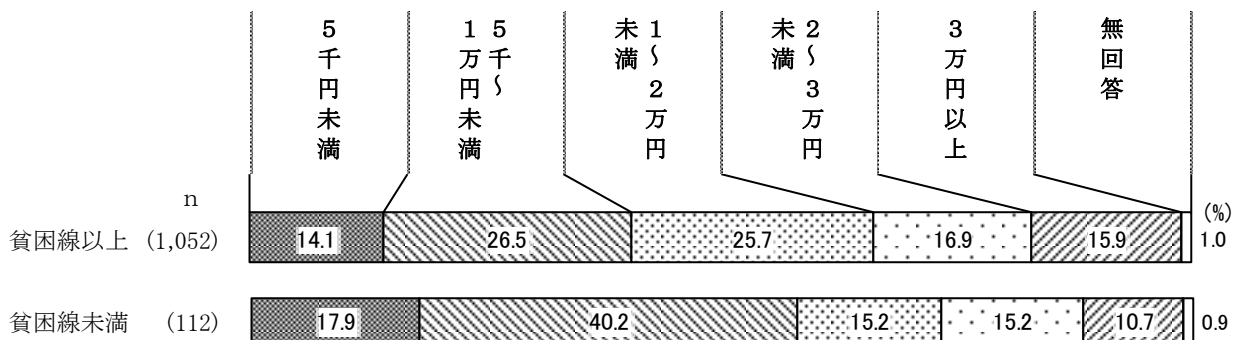 5千円未満
5千～
1万円未満
1～2万円
未満
2～3万円
未満
3万円以上
無回答
n
(%)
貧困線以上 (1,052) 14.1 26.5 25.7 16.9 15.9 1.0
貧困線未満 (112) 17.9 40.2 15.2 15.2 10.7 0.9